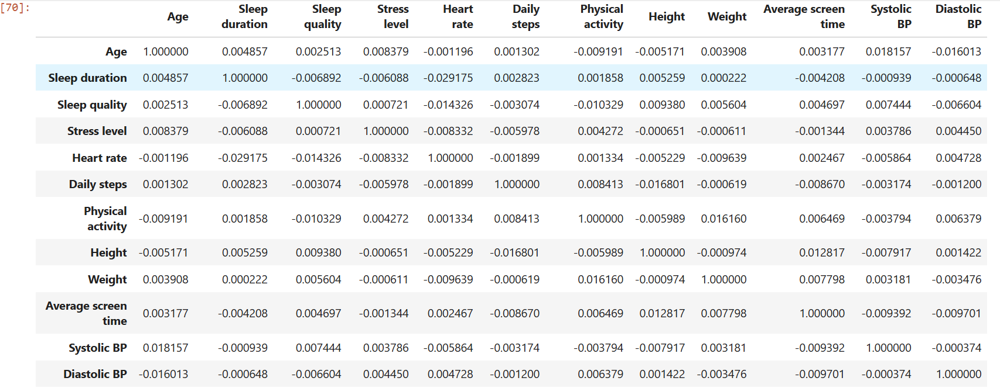 [70]:
Age Sleep duration Sleep quality Stress level Heart rate Daily steps Physical activity Height Weight Average screen time Systolic BP Diastolic BP
Age 1.000000 0.004857 0.002513 0.008379 -0.001196 0.001302 -0.009191 -0.005171 0.003908 0.003177 0.018157 -0.016013
Sleep duration 0.004857 1.000000 -0.006892 -0.006088 -0.029175 0.002823 0.001858 0.005259 0.000222 -0.004208 -0.000939 -0.000648
Sleep quality 0.002513 -0.006892 1.000000 0.000721 -0.014326 -0.003074 -0.010329 0.009380 0.005604 0.004697 0.007444 -0.006604
Stress level 0.008379 -0.006088 0.000721 1.000000 -0.008332 -0.005978 0.004272 -0.000651 -0.000611 -0.001344 0.003786 0.004450
Heart rate -0.001196 -0.029175 -0.014326 -0.008332 1.000000 -0.001899 0.001334 -0.005229 -0.009639 0.002467 -0.005864 0.004728
Daily steps 0.001302 0.002823 -0.003074 -0.005978 -0.001899 1.000000 0.008413 -0.016801 -0.000619 -0.008670 -0.003174 -0.001200
Physical activity -0.009191 0.001858 -0.010329 0.004272 0.001334 0.008413 1.000000 -0.005989 0.016160 0.006469 -0.003794 0.006379
Height -0.005171 0.005259 0.009380 -0.000651 -0.005229 -0.016801 -0.005989 1.000000 -0.000974 0.012817 -0.007917 0.001422
Weight 0.003908 0.000222 0.005604 -0.000611 -0.009639 -0.000619 0.016160 -0.000974 1.000000 0.007798 0.003181 -0.003476
Average screen time 0.003177 -0.004208 0.004697 -0.001344 0.002467 -0.008670 0.006469 0.012817 0.007798 1.000000 -0.009392 -0.009701
Systolic BP 0.018157 -0.000939 0.007444 0.003786 -0.005864 -0.003174 -0.003794 -0.007917 0.003181 -0.009392 1.000000 -0.000374
Diastolic BP -0.016013 -0.000648 -0.006604 0.004450 0.004728 -0.001200 0.006379 0.001422 -0.003476 -0.009701 -0.000374 1.000000